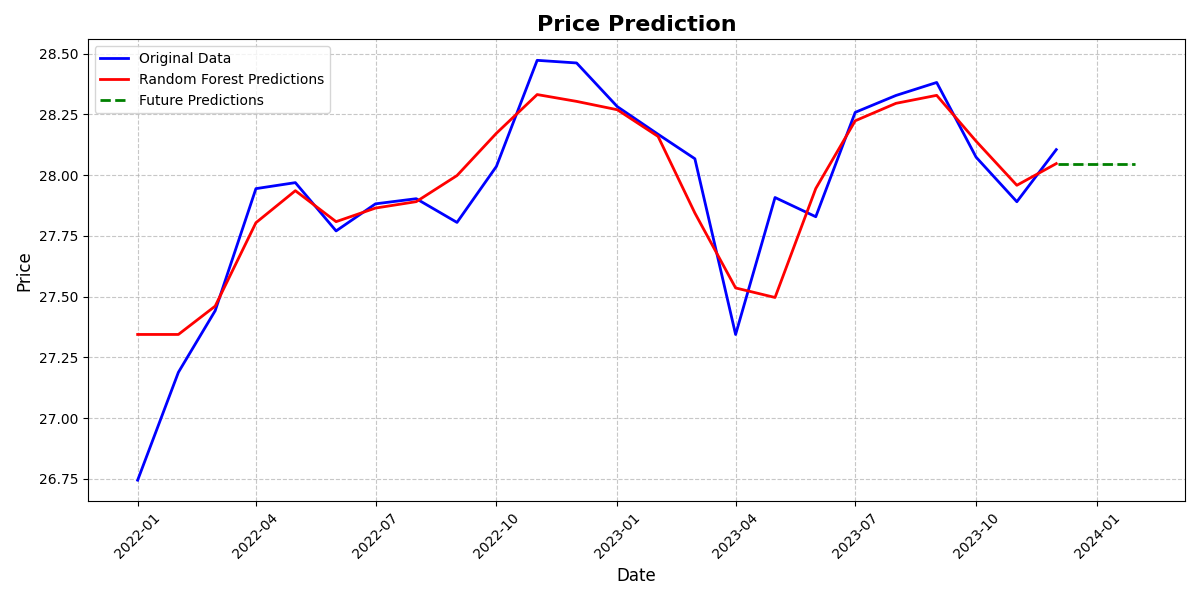 Price Prediction
Original Data
Random Forest Predictions
Future Predictions
Price
28.50
28.25
28.00
27.75
27.50
27.25
27.00
26.75
2022-01
2022-04
2022-07
2022-10
2023-01
2023-04
2023-07
2023-10
2024-01
Date